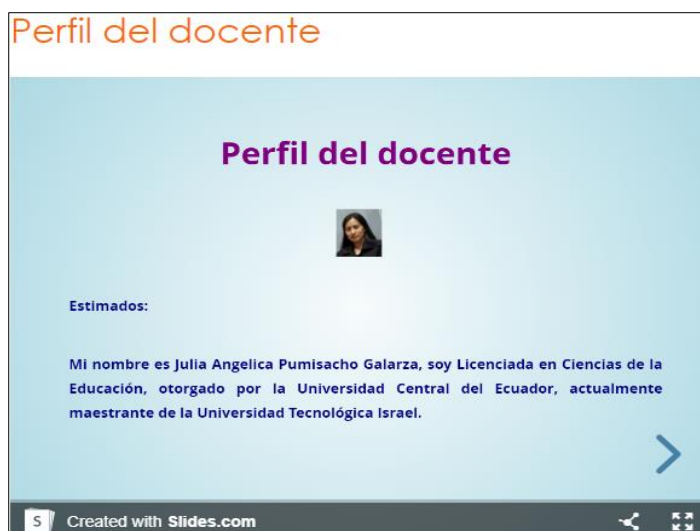 Perfil del docente
Perfil del docente
Estimados:
Mi nombre es Julia Angelica Pumisacho Galarza, soy Licenciada en Ciencias de la
Educación, otorgado por la Universidad Central del Ecuador, actualmente
maestrante de la Universidad Tecnológica Israel.
S Created with Slides.com